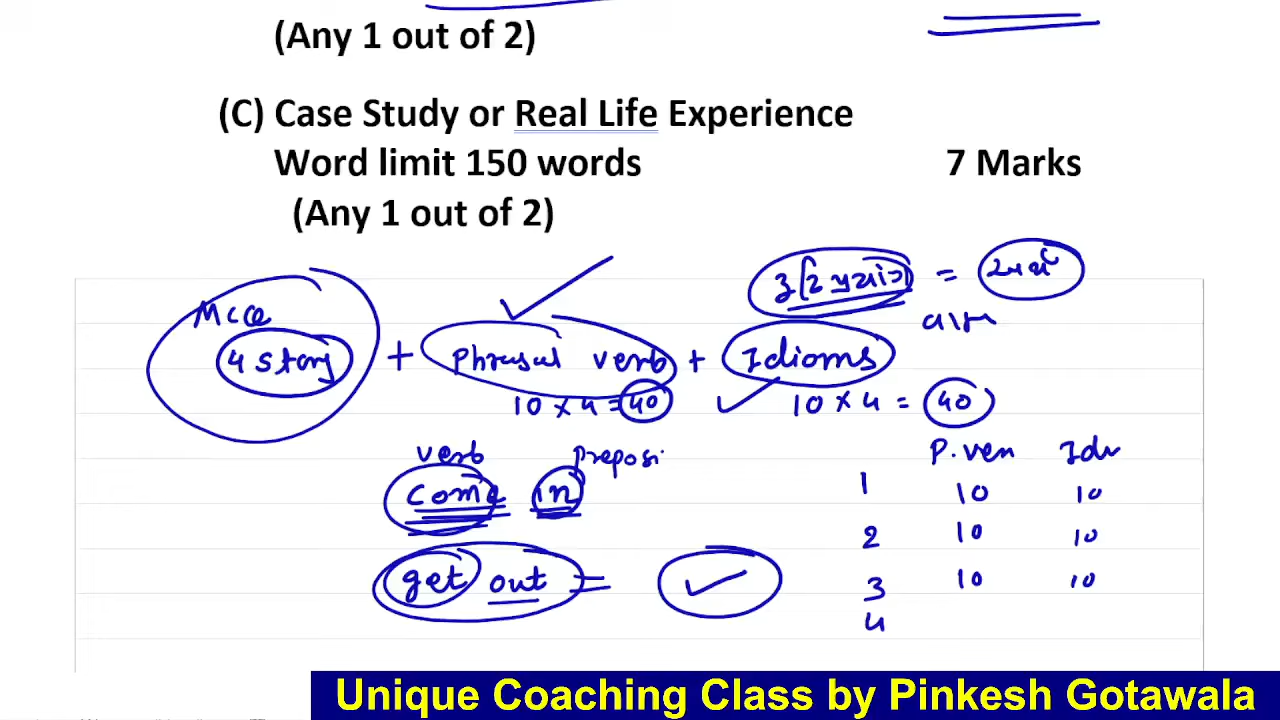 (Any 1 out of 2)
(C) Case Study or Real Life Experience
Word limit 150 words 7 Marks
(Any 1 out of 2)
=
MCQ
4 Story + Phrasal verb + Idioms
10 x 4 = 40 10 x 4 = 40
verb preposi P.ver
come in 1 10 10
2 10 10
get out = 3 10 10
4
Unique Coaching Class by Pinkesh Gotawala